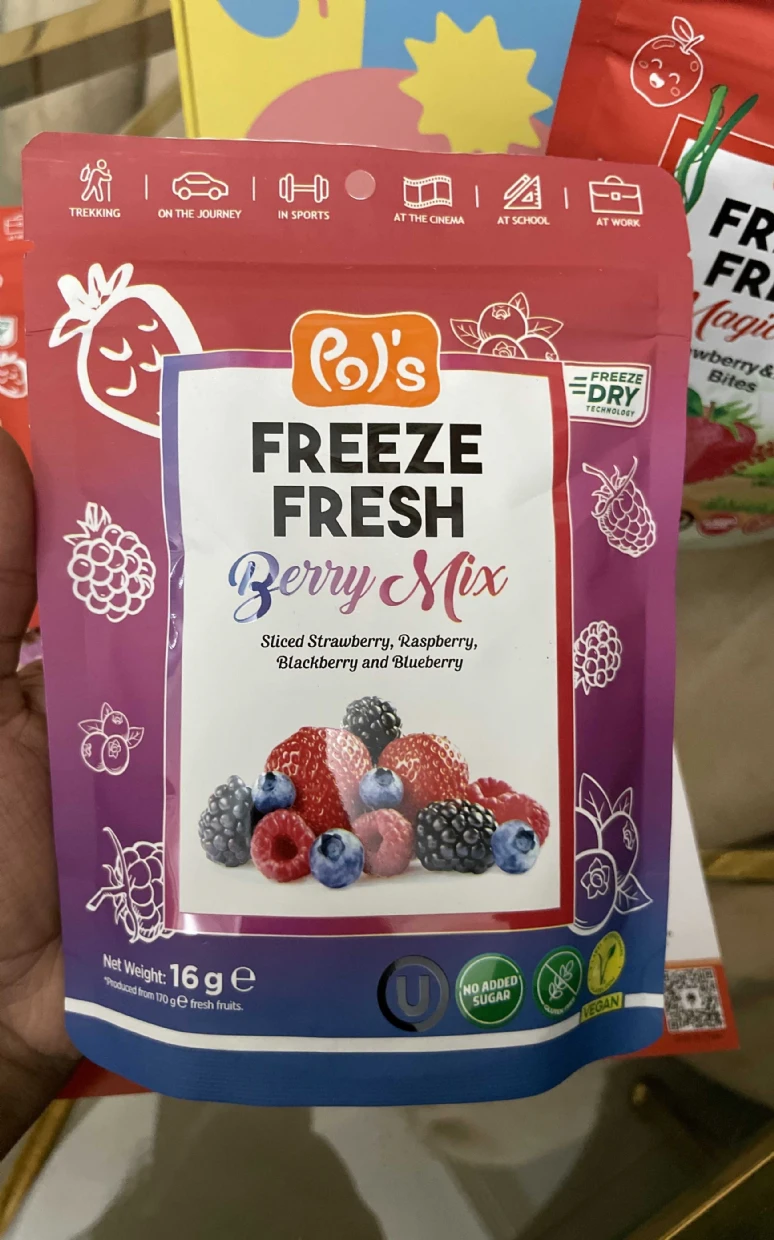 TREKKING
ON THE JOURNEY
IN SPORTS
AT THE CINEMA
AT SCHOOL
AT WORK
Pol's
FREEZE
DRY
TECHNOLOGY
FREEZE
FRESH
Berry Mix
Sliced Strawberry, Raspberry,
Blackberry and Blueberry
Net Weight: 16 g e
*Produced from 170 g e fresh fruits.
U
NO ADDED
SUGAR
V
VEGAN
FR
FR
Magic
wberry &
Bites